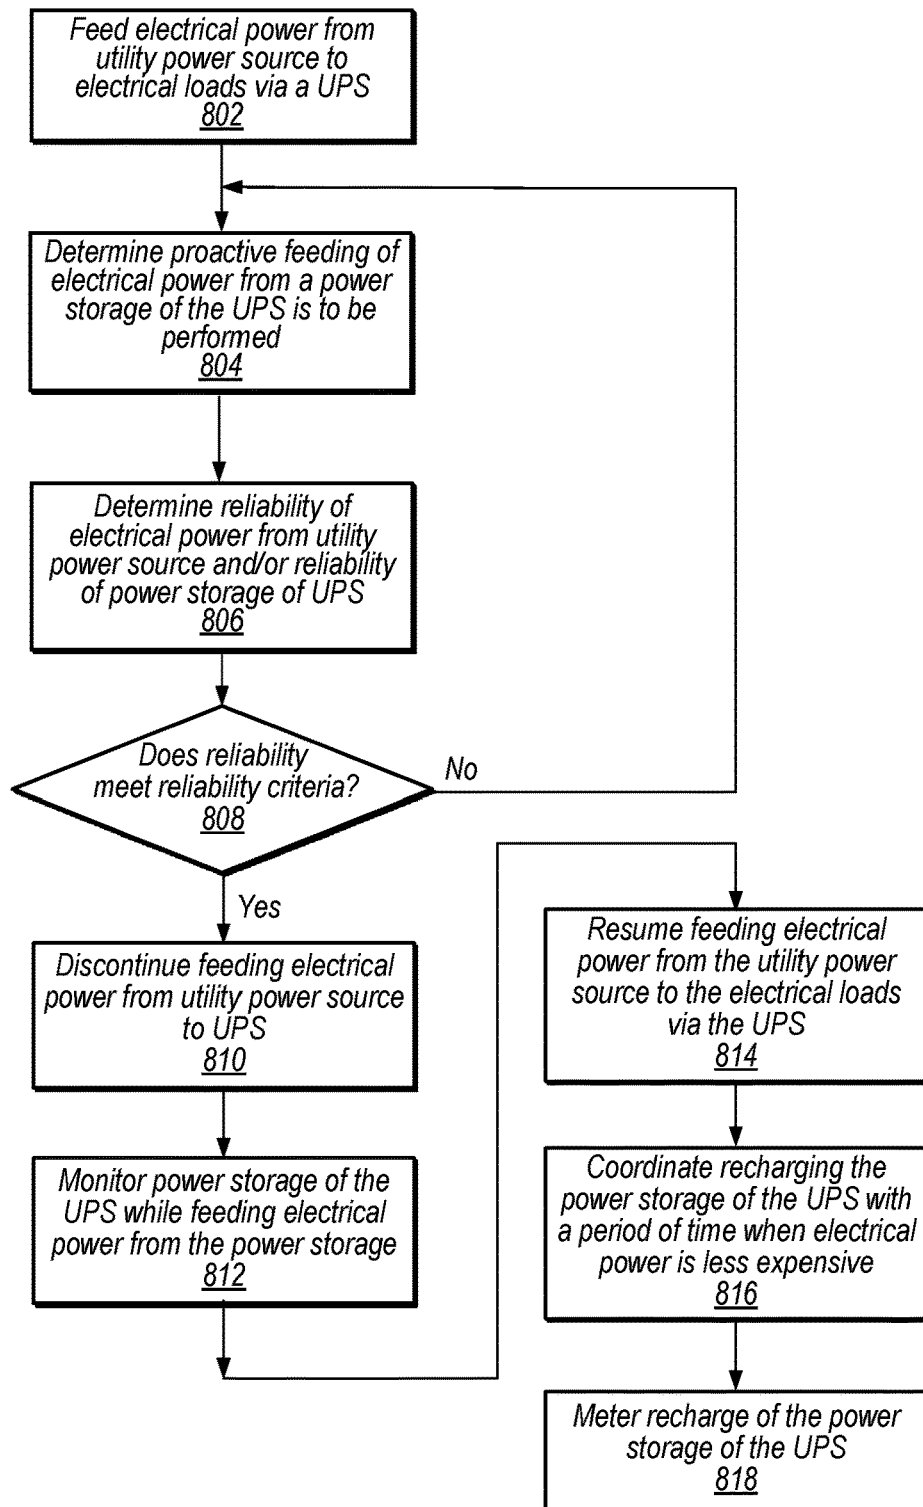 Feed electrical power from
utility power source to
electrical loads via a UPS
802
Determine proactive feeding of
electrical power from a power
storage of the UPS is to be
performed
804
Determine reliability of
electrical power from utility
power source and/or reliability
of power storage of UPS
806
Does reliability
meet reliability criteria?
808
No
Yes
Discontinue feeding electrical
power from utility power source
to UPS
810
Monitor power storage of the
UPS while feeding electrical
power from the power storage
812
Resume feeding electrical
power from the utility power
source to the electrical loads
via the UPS
814
Coordinate recharging the
power storage of the UPS with
a period of time when electrical
power is less expensive
816
Meter recharge of the power
storage of the UPS
818